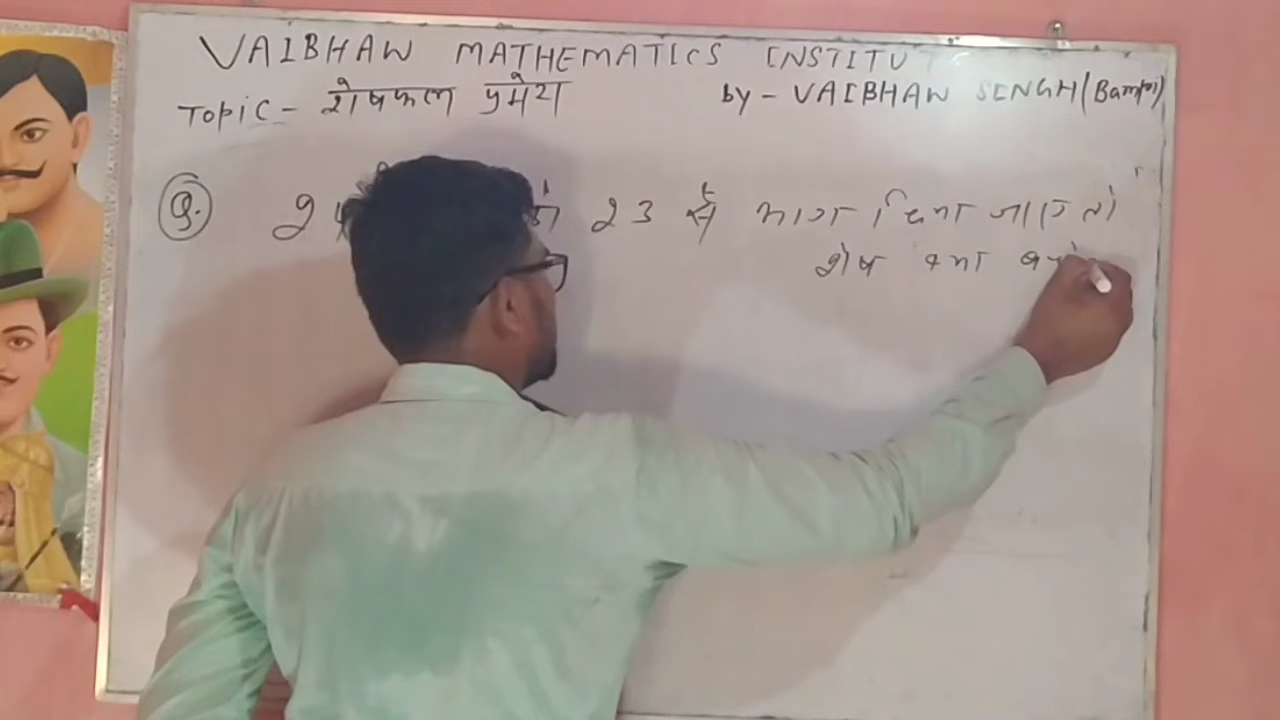 VAIBHAW MATHEMATICS INSTITU
Topic - शेषफल प्रमेय
by - VAIBHAW SINGH (Bampi)
Q. 23 से भाग दिया जाए तो
शेष क्या